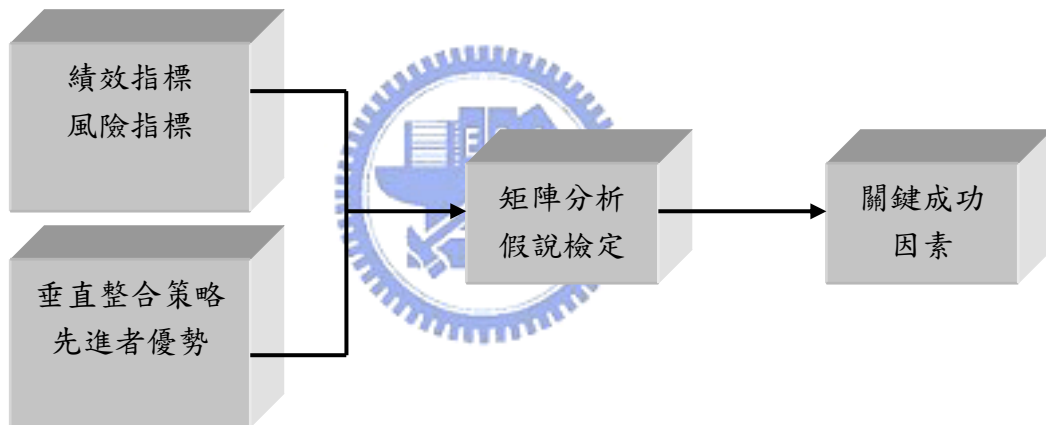 績效指標
風險指標
垂直整合策略
先進者優勢
矩陣分析
假說檢定
關鍵成功
因素